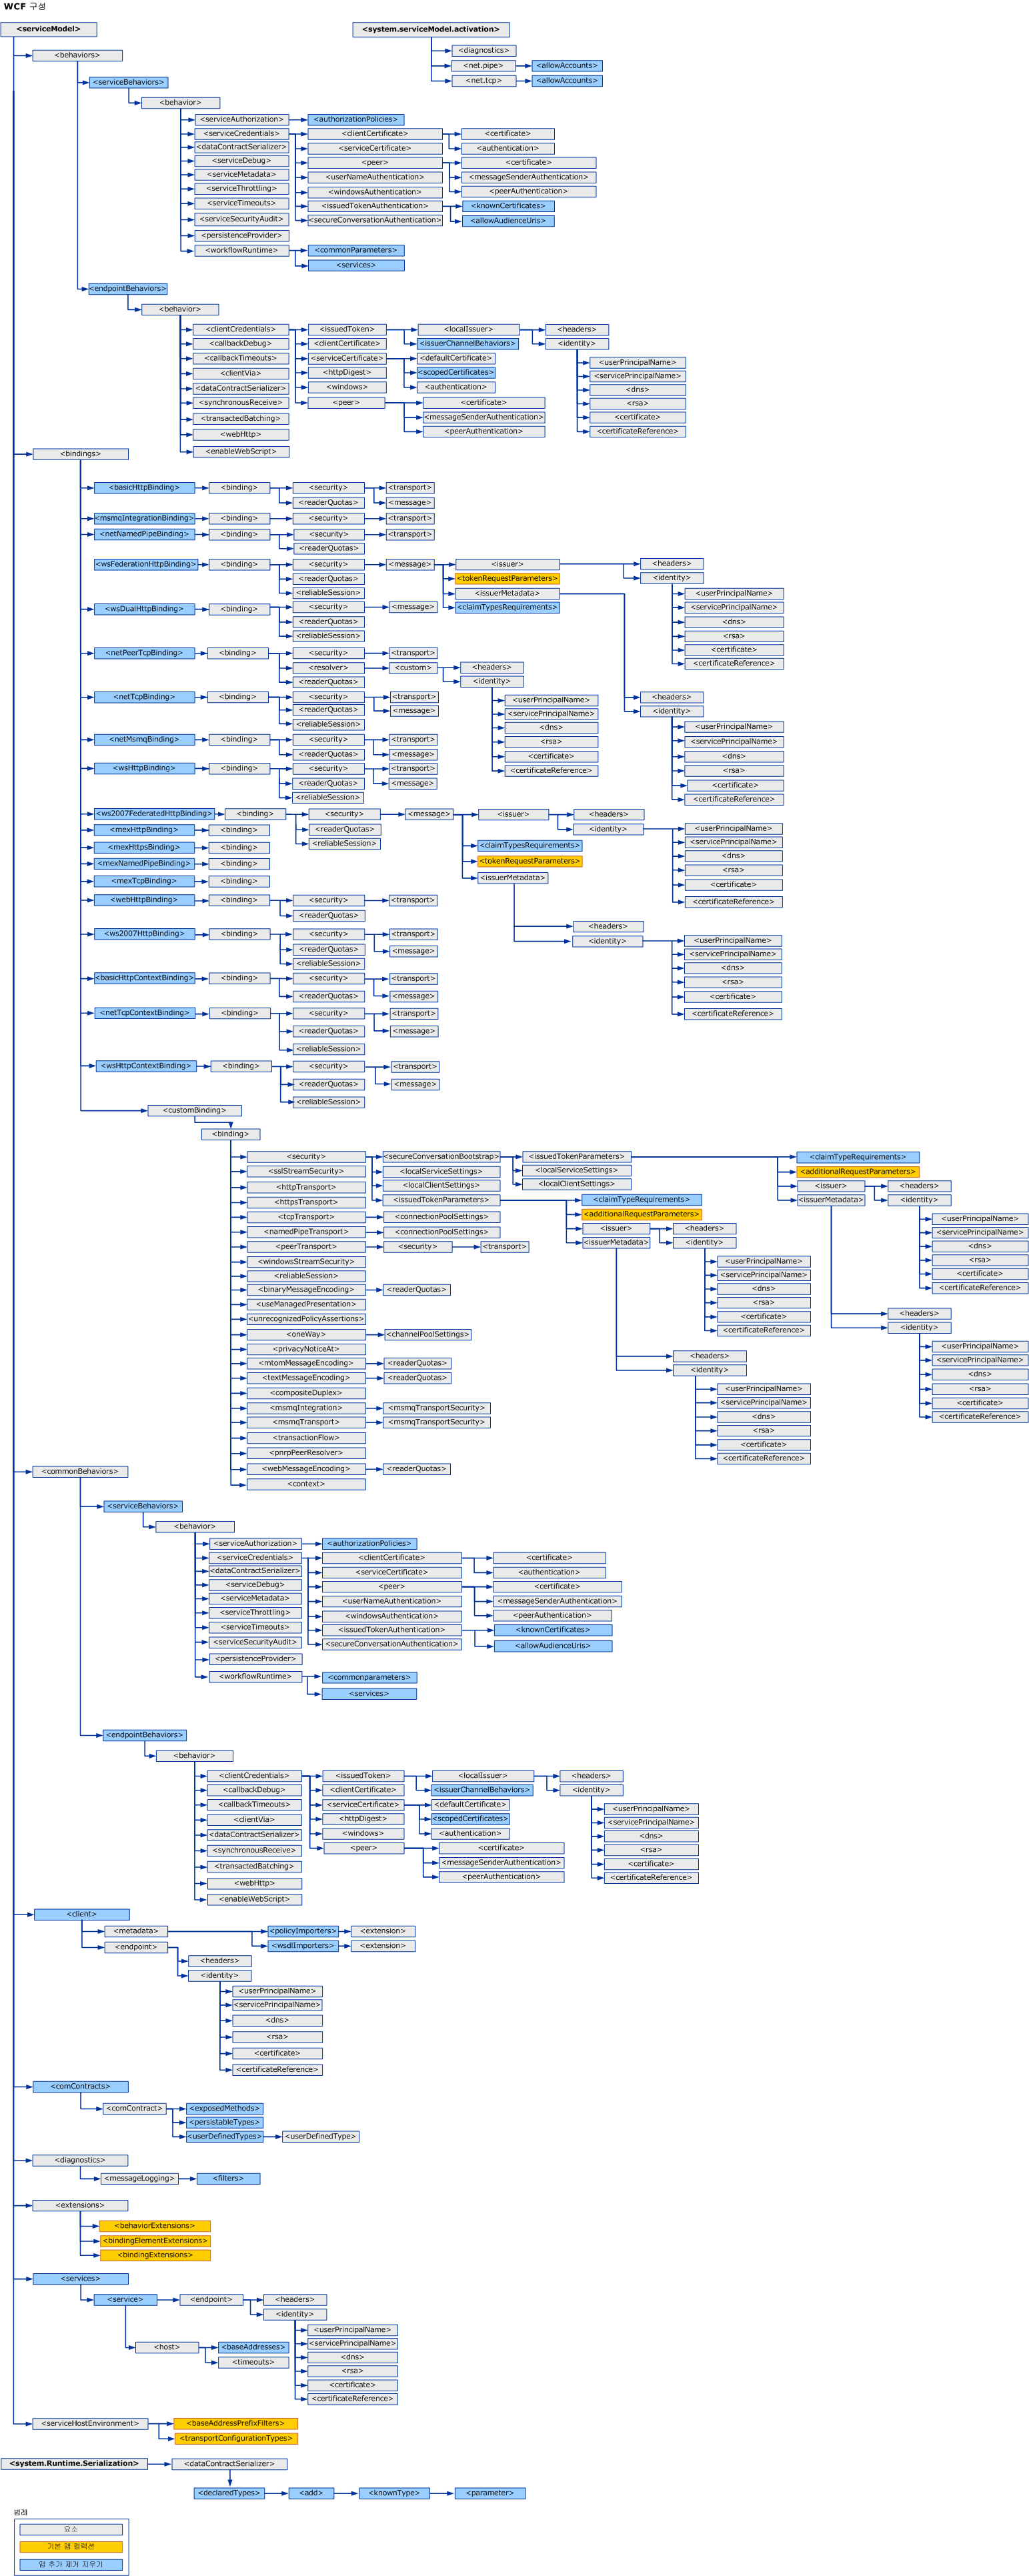 WCF 구성
<serviceModel>
<system.serviceModel.activation>
<diagnostics>
<net.pipe> <allowAccounts>
<net.tcp> <allowAccounts>
<behaviors>
<serviceBehaviors>
<behavior>
<serviceAuthorization> <authorizationPolicies>
<serviceCredentials> <clientCertificate> <certificate>
<dataContractSerializer> <serviceCertificate> <authentication>
<serviceDebug> <peer> <certificate>
<serviceMetadata> <userNameAuthentication> <messageSenderAuthentication>
<serviceThrottling> <windowsAuthentication> <peerAuthentication>
<serviceTimeouts> <issuedTokenAuthentication> <knownCertificates>
<serviceSecurityAudit> <secureConversationAuthentication> <allowAudienceUris>
<persistenceProvider>
<workflowRuntime> <commonParameters>
<services>
<endpointBehaviors>
<behavior>
<clientCredentials> <issuedToken> <localIssuer> <headers>
<callbackDebug> <clientCertificate> <issuerChannelBehaviors> <identity>
<callbackTimeouts> <serviceCertificate> <defaultCertificate> <userPrincipalName>
<clientVia> <httpDigest> <scopedCertificates> <servicePrincipalName>
<dataContractSerializer> <windows> <authentication> <dns>
<synchronousReceive> <peer> <certificate> <rsa>
<transactedBatching> <messageSenderAuthentication> <certificate>
<webHttp> <peerAuthentication> <certificateReference>
<enableWebScript>
<bindings>
<basicHttpBinding> <binding> <security> <transport>
<readerQuotas> <message>
<msmqIntegrationBinding> <binding> <security> <transport>
<netNamedPipeBinding> <binding> <security> <transport>
<readerQuotas>
<wsFederationHttpBinding> <binding> <security> <message> <issuer> <headers>
<readerQuotas> <tokenRequestParameters> <identity>
<reliableSession> <issuerMetadata> <userPrincipalName>
<wsDualHttpBinding> <binding> <security> <message> <claimTypesRequirements> <servicePrincipalName>
<readerQuotas> <dns>
<reliableSession> <rsa>
<netPeerTcpBinding> <binding> <security> <transport> <certificate>
<resolver> <custom> <headers> <certificateReference>
<readerQuotas> <identity>
<netTcpBinding> <binding> <security> <transport> <userPrincipalName> <headers>
<readerQuotas> <message> <servicePrincipalName> <identity>
<reliableSession> <dns> <userPrincipalName>
<netMsmqBinding> <binding> <security> <transport> <rsa> <servicePrincipalName>
<readerQuotas> <message> <certificate> <dns>
<wsHttpBinding> <binding> <security> <transport> <certificateReference> <rsa>
<readerQuotas> <message> <certificate>
<reliableSession> <certificateReference>
<ws2007FederatedHttpBinding> <binding> <security> <message> <issuer> <headers>
<mexHttpBinding> <binding> <readerQuotas> <identity> <userPrincipalName>
<reliableSession> <servicePrincipalName>
<mexHttpsBinding> <binding> <claimTypesRequirements> <dns>
<mexNamedPipeBinding> <binding> <tokenRequestParameters> <rsa>
<mexTcpBinding> <binding> <issuerMetadata> <certificate>
<webHttpBinding> <binding> <security> <transport> <certificateReference>
<readerQuotas>
<headers>
<ws2007HttpBinding> <binding> <security> <transport> <identity> <userPrincipalName>
<readerQuotas> <message> <servicePrincipalName>
<reliableSession> <dns>
<basicHttpContextBinding> <binding> <security> <transport> <rsa>
<readerQuotas> <message> <certificate>
<netTcpContextBinding> <binding> <security> <transport> <certificateReference>
<readerQuotas> <message>
<reliableSession>
<wsHttpContextBinding> <binding> <security> <transport>
<readerQuotas> <message>
<reliableSession>
<customBinding>
<binding>
<security> <secureConversationBootstrap> <issuedTokenParameters> <claimTypeRequirements>
<sslStreamSecurity> <localServiceSettings> <localServiceSettings> <additionalRequestParameters>
<httpTransport> <localClientSettings> <localClientSettings> <issuer> <headers>
<httpsTransport> <issuedTokenParameters> <claimTypeRequirements> <issuerMetadata> <identity>
<tcpTransport> <connectionPoolSettings> <additionalRequestParameters> <userPrincipalName>
<namedPipeTransport> <connectionPoolSettings> <issuer> <headers> <servicePrincipalName>
<peerTransport> <security> <transport> <issuerMetadata> <identity> <dns>
<windowsStreamSecurity> <userPrincipalName> <rsa>
<reliableSession> <servicePrincipalName> <certificate>
<binaryMessageEncoding> <readerQuotas> <dns> <certificateReference>
<useManagedPresentation> <rsa>
<unrecognizedPolicyAssertions> <certificate> <headers>
<oneWay> <channelPoolSettings> <certificateReference> <identity>
<privacyNoticeAt> <headers> <userPrincipalName>
<mtomMessageEncoding> <readerQuotas> <identity> <servicePrincipalName>
<textMessageEncoding> <readerQuotas> <userPrincipalName> <dns>
<compositeDuplex> <servicePrincipalName> <rsa>
<msmqIntegration> <msmqTransportSecurity> <dns> <certificate>
<msmqTransport> <msmqTransportSecurity> <rsa> <certificateReference>
<transactionFlow> <certificate>
<pnrpPeerResolver> <certificateReference>
<webMessageEncoding> <readerQuotas>
<context>
<commonBehaviors>
<serviceBehaviors>
<behavior>
<serviceAuthorization> <authorizationPolicies>
<serviceCredentials> <clientCertificate> <certificate>
<dataContractSerializer> <serviceCertificate> <authentication>
<serviceDebug> <peer> <certificate>
<serviceMetadata> <userNameAuthentication> <messageSenderAuthentication>
<serviceThrottling> <windowsAuthentication> <peerAuthentication>
<serviceTimeouts> <issuedTokenAuthentication> <knownCertificates>
<serviceSecurityAudit> <secureConversationAuthentication> <allowAudienceUris>
<persistenceProvider>
<workflowRuntime> <commonparameters>
<services>
<endpointBehaviors>
<behavior>
<clientCredentials> <issuedToken> <localIssuer> <headers>
<callbackDebug> <clientCertificate> <issuerChannelBehaviors> <identity>
<callbackTimeouts> <serviceCertificate> <defaultCertificate> <userPrincipalName>
<clientVia> <httpDigest> <scopedCertificates> <servicePrincipalName>
<dataContractSerializer> <windows> <authentication> <dns>
<synchronousReceive> <peer> <certificate> <rsa>
<transactedBatching> <messageSenderAuthentication> <certificate>
<webHttp> <peerAuthentication> <certificateReference>
<enableWebScript>
<client>
<metadata> <policyImporters> <extension>
<endpoint> <wsdlImporters> <extension>
<headers>
<identity>
<userPrincipalName>
<servicePrincipalName>
<dns>
<rsa>
<certificate>
<certificateReference>
<comContracts>
<comContract> <exposedMethods>
<persistableTypes>
<userDefinedTypes> <userDefinedType>
<diagnostics>
<messageLogging> <filters>
<extensions>
<behaviorExtensions>
<bindingElementExtensions>
<bindingExtensions>
<services>
<service> <endpoint> <headers>
<identity>
<userPrincipalName>
<host> <baseAddresses> <servicePrincipalName>
<timeouts> <dns>
<rsa>
<certificate>
<certificateReference>
<serviceHostEnvironment> <baseAddressPrefixFilters>
<transportConfigurationTypes>
<system.Runtime.Serialization> <dataContractSerializer>
<declaredTypes> <add> <knownType> <parameter>
범례
요소
기본 맵 컬렉션
맵 추가 제거 지우기